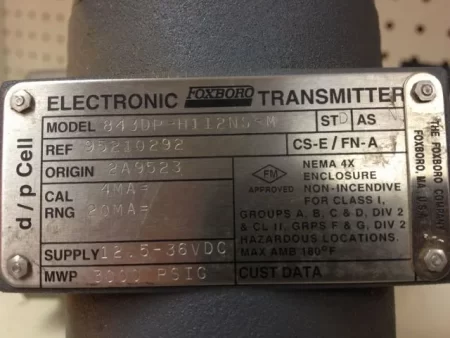 ELECTRONIC FOXBORO TRANSMITTER
MODEL 843DP-H1I2NS-M STD AS N
REF 95210292 CS-E/FN-A
ORIGIN 2A9523
CAL 4MA=
RNG 20MA=
SUPPLY 12.5-36VDC
MWP 3000 PSIG
d/p Cell
FM
APPROVED
NEMA 4X
ENCLOSURE
NON-INCENDIVE
FOR CLASS I,
GROUPS A, B, C & D, DIV 2
& CL II, GRPS F & G, DIV 2
HAZARDOUS LOCATIONS.
MAX AMB 180°F
CUST DATA
THE FOXBORO COMPANY
FOXBORO, MA, U.S.A.